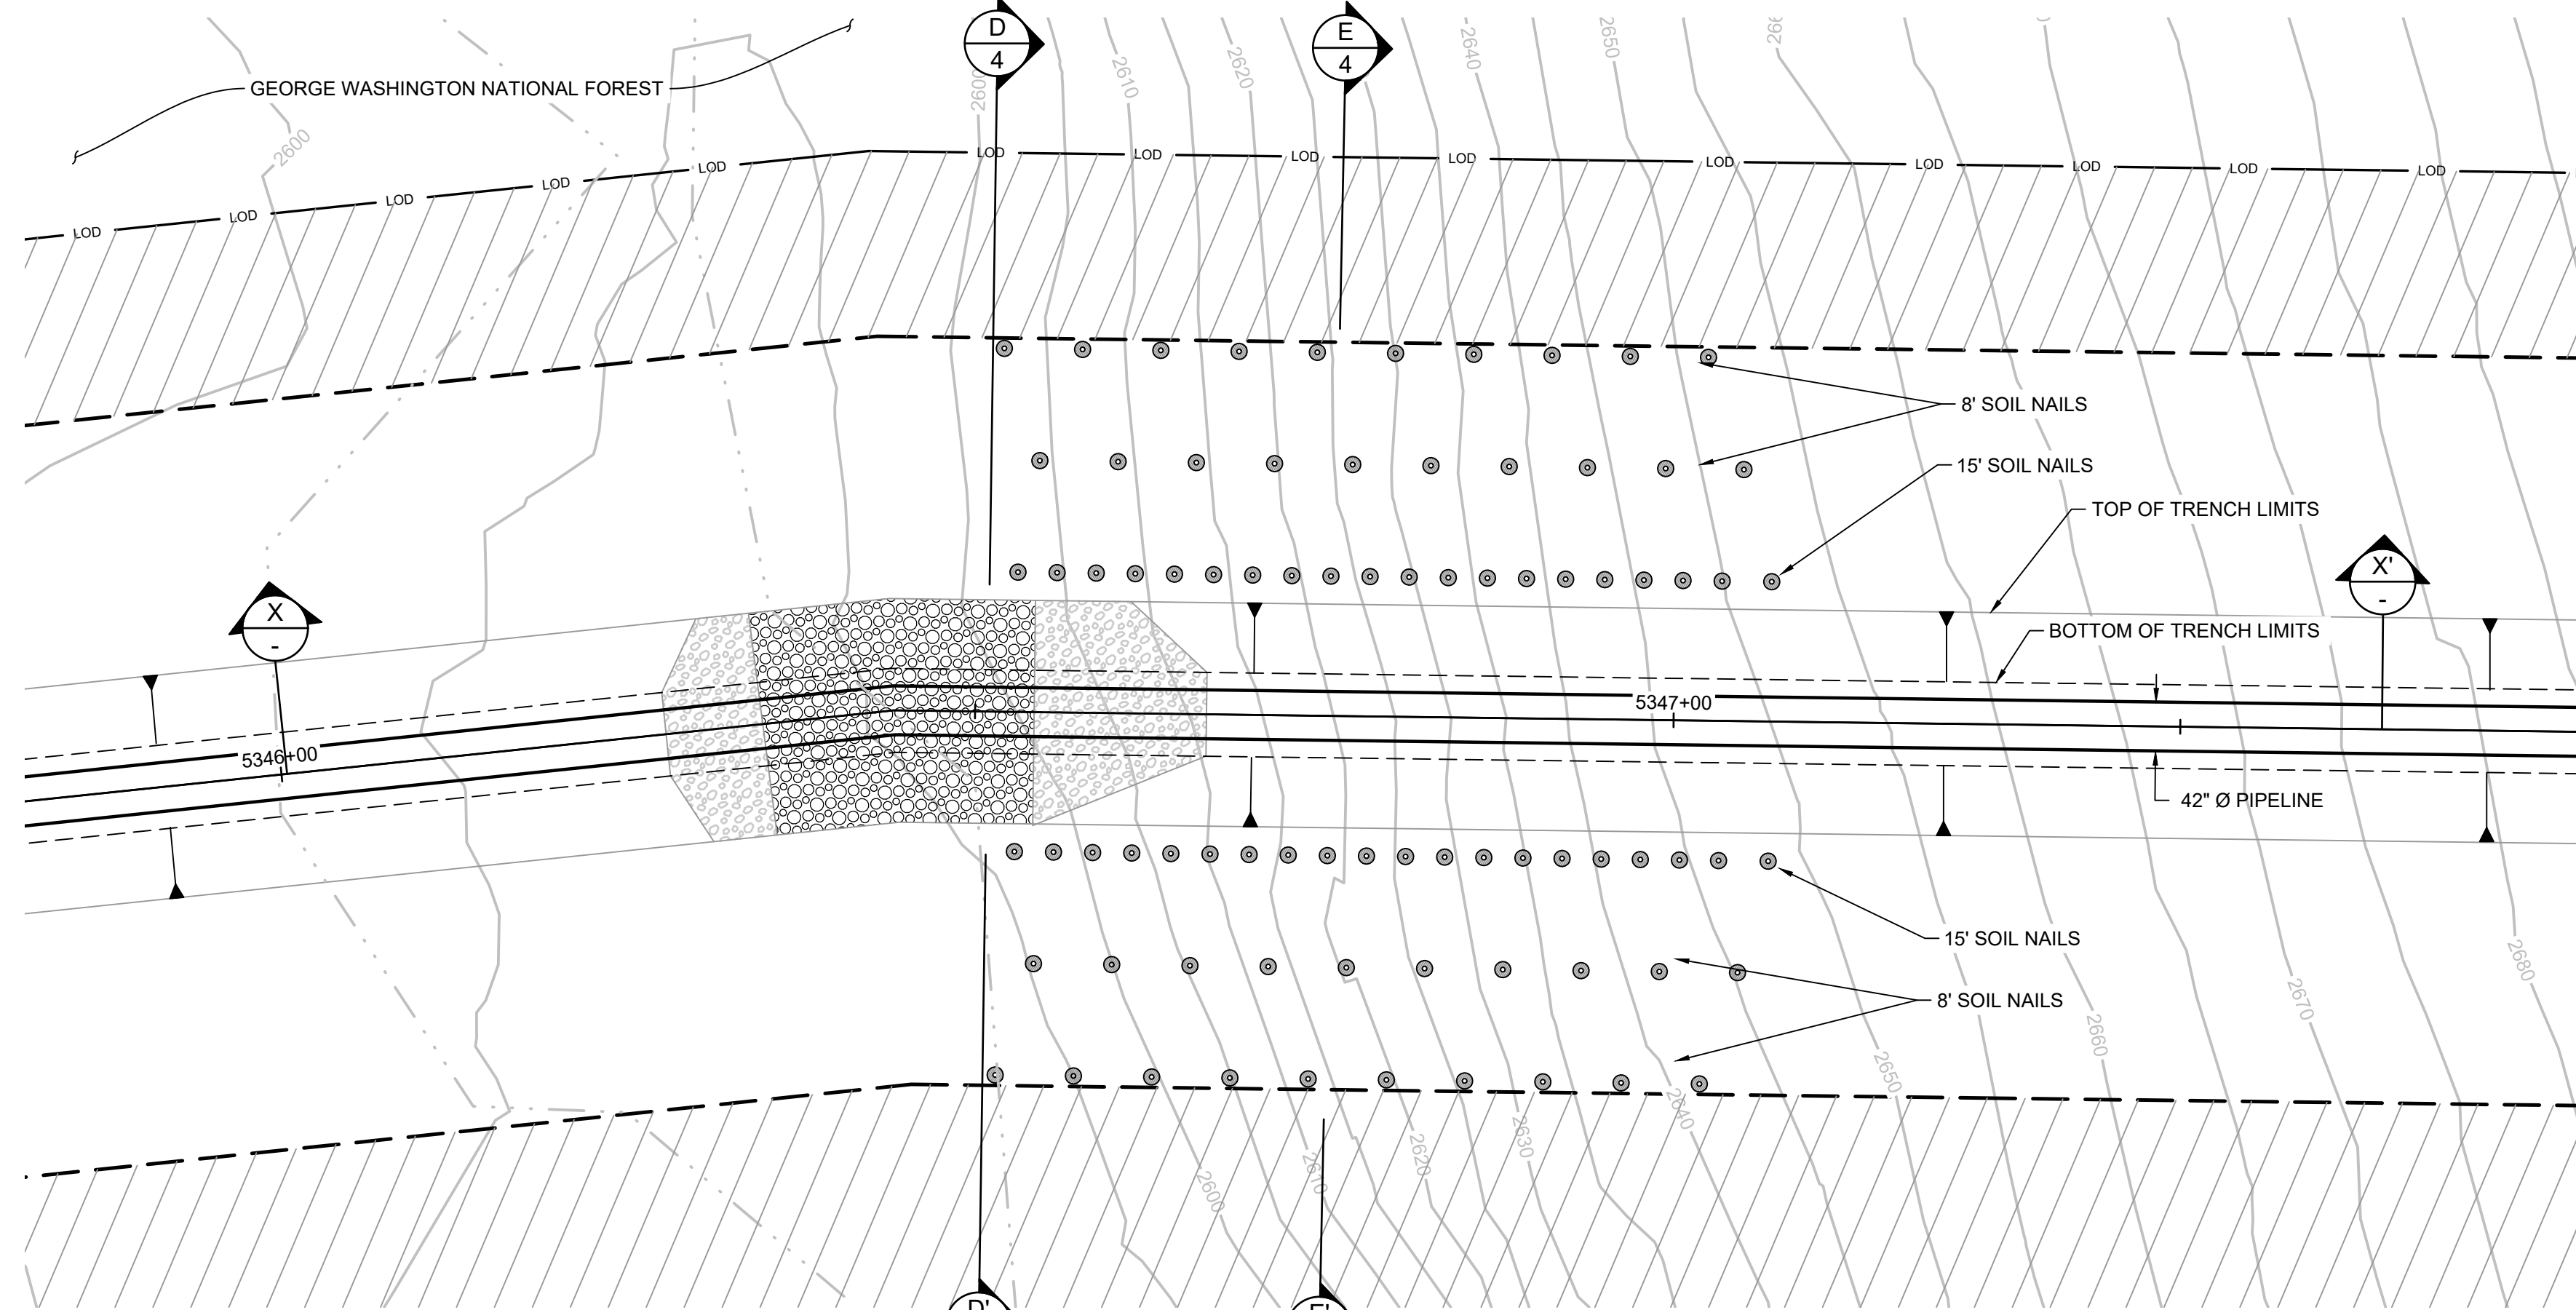 D
4
E
4
2640
2650
2610
2620
2600
GEORGE WASHINGTON NATIONAL FOREST
2600
LOD
LOD
LOD
LOD
LOD
LOD
LOD
LOD
LOD
LOD
LOD
LOD
LOD
LOD
8' SOIL NAILS
15' SOIL NAILS
TOP OF TRENCH LIMITS
X
-
X'
-
BOTTOM OF TRENCH LIMITS
5347+00
5346+00
42" Ø PIPELINE
15' SOIL NAILS
2680
8' SOIL NAILS
2670
2660
2650
2640
2630
2620
2610
2600
D'
E'